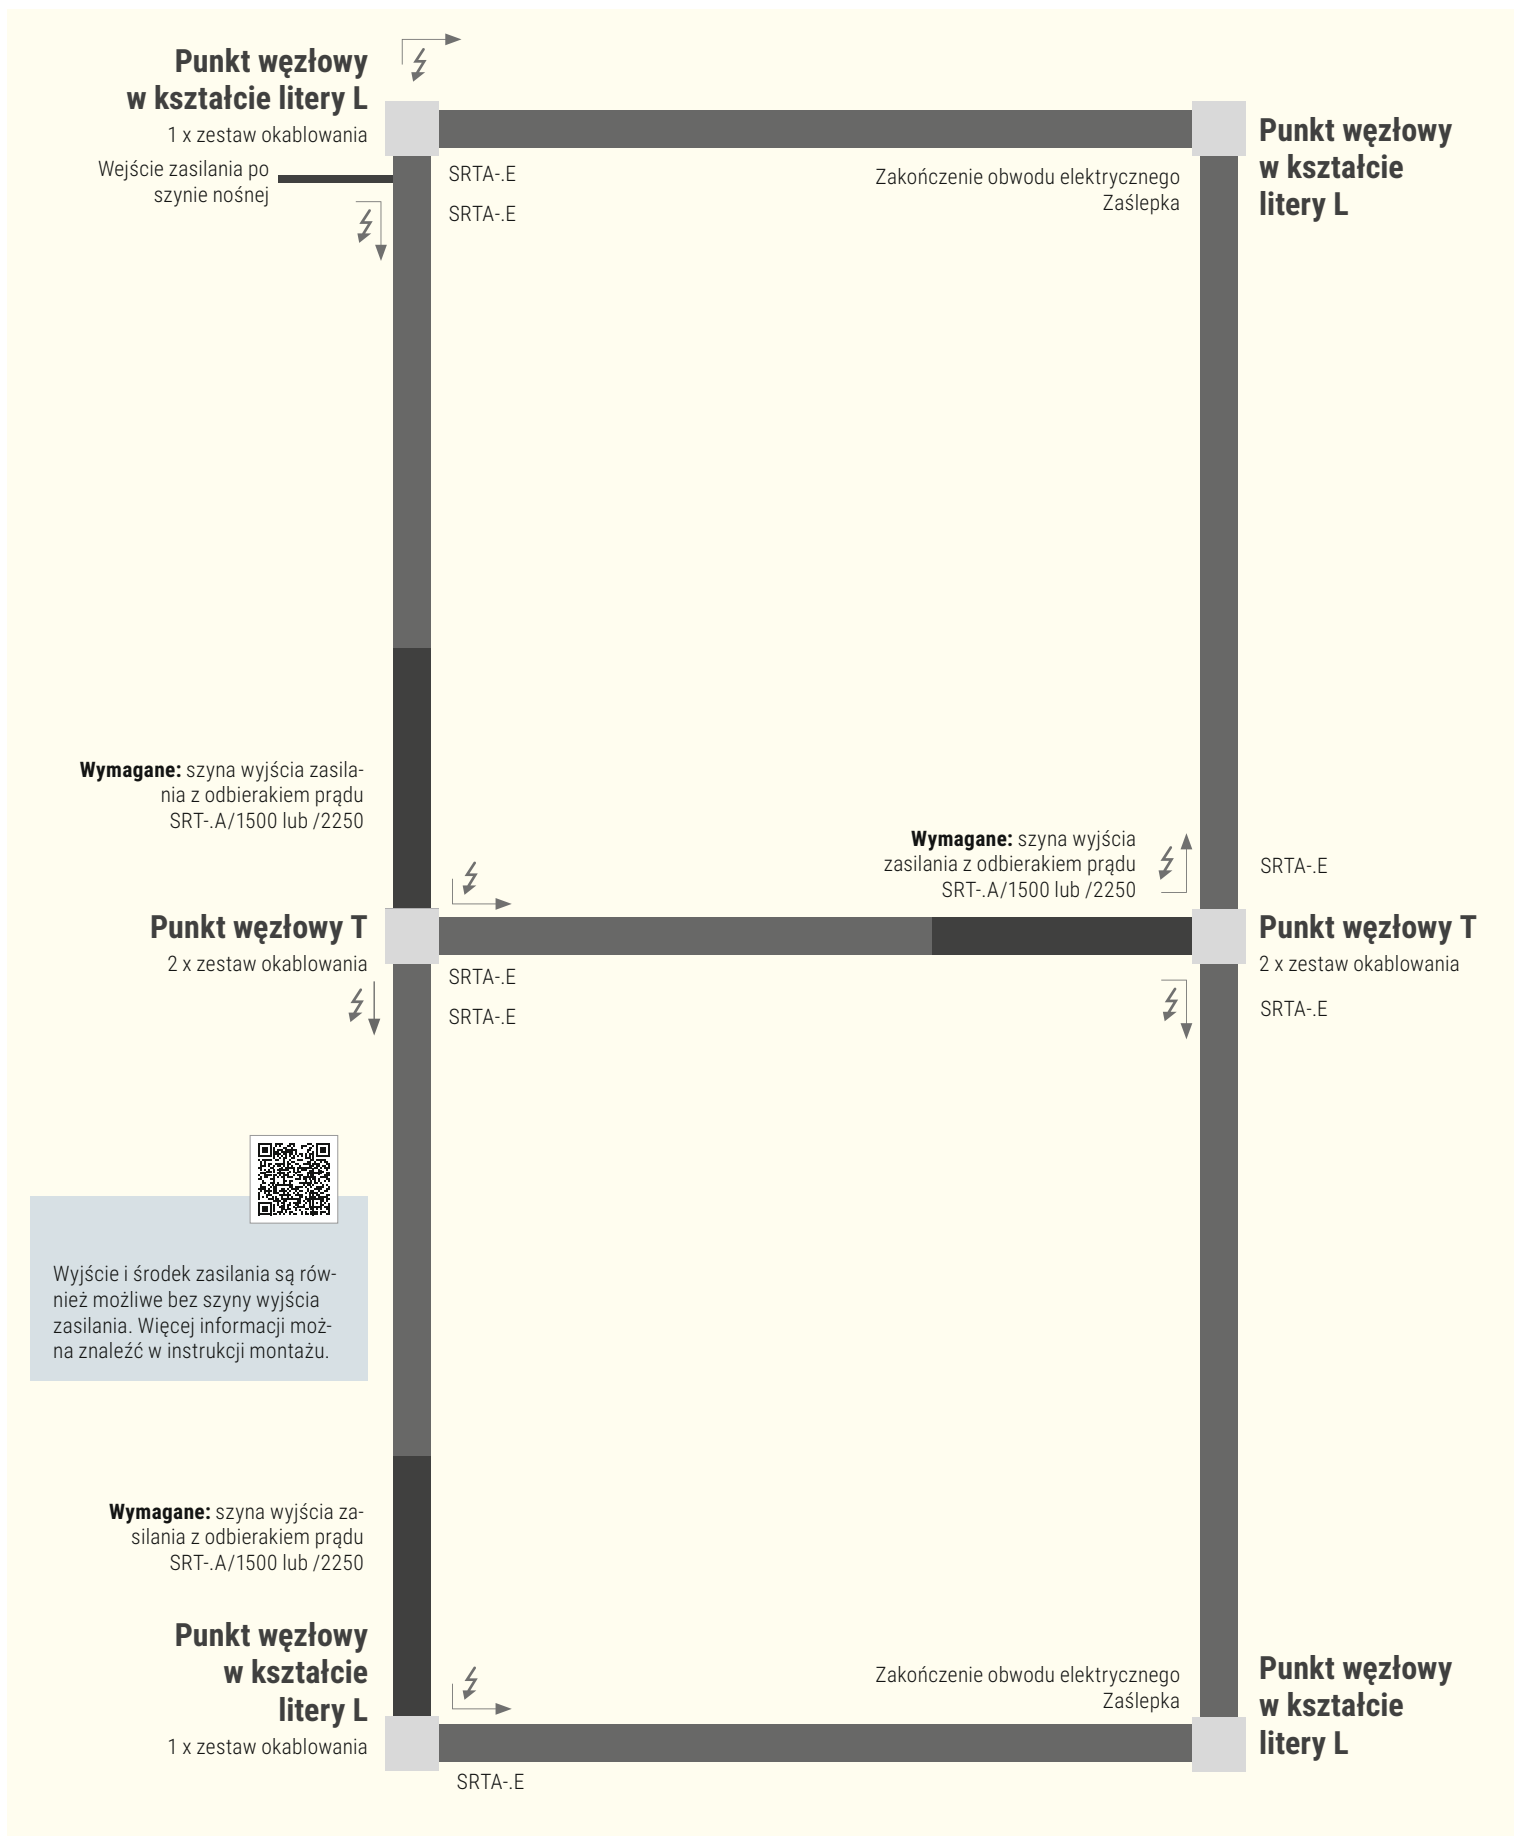 Punkt węzłowy
w kształcie litery L
1 x zestaw okablowania
Wejście zasilania po
szynie nośnej
SRTA-.E
SRTA-.E
Zakończenie obwodu elektrycznego
Zaślepka
Punkt węzłowy
w kształcie
litery L
Wymagane: szyna wyjścia zasila-
nia z odbierakiem prądu
SRT-.A/1500 lub /2250
Wymagane: szyna wyjścia
zasilania z odbierakiem prądu
SRT-.A/1500 lub /2250
SRTA-.E
Punkt węzłowy T
2 x zestaw okablowania
SRTA-.E
SRTA-.E
Punkt węzłowy T
2 x zestaw okablowania
SRTA-.E
Wyjście i środek zasilania są rów-
nież możliwe bez szyny wyjścia
zasilania. Więcej informacji moż-
na znaleźć w instrukcji montażu.
Wymagane: szyna wyjścia za-
silania z odbierakiem prądu
SRT-.A/1500 lub /2250
Punkt węzłowy
w kształcie
litery L
1 x zestaw okablowania
SRTA-.E
Zakończenie obwodu elektrycznego
Zaślepka
Punkt węzłowy
w kształcie
litery L